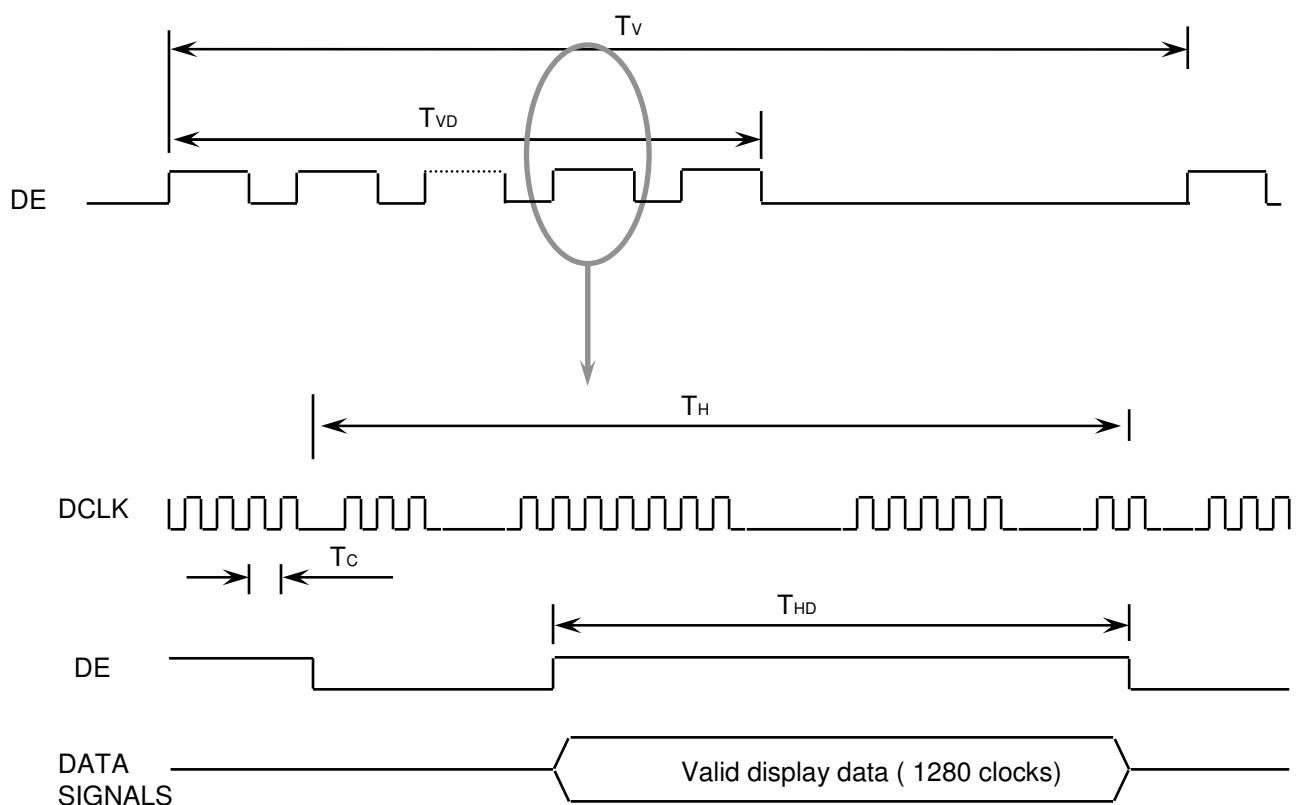 TV
TVD
DE
TH
DCLK
TC
THD
DE
Valid display data ( 1280 clocks)
DATA
SIGNALS